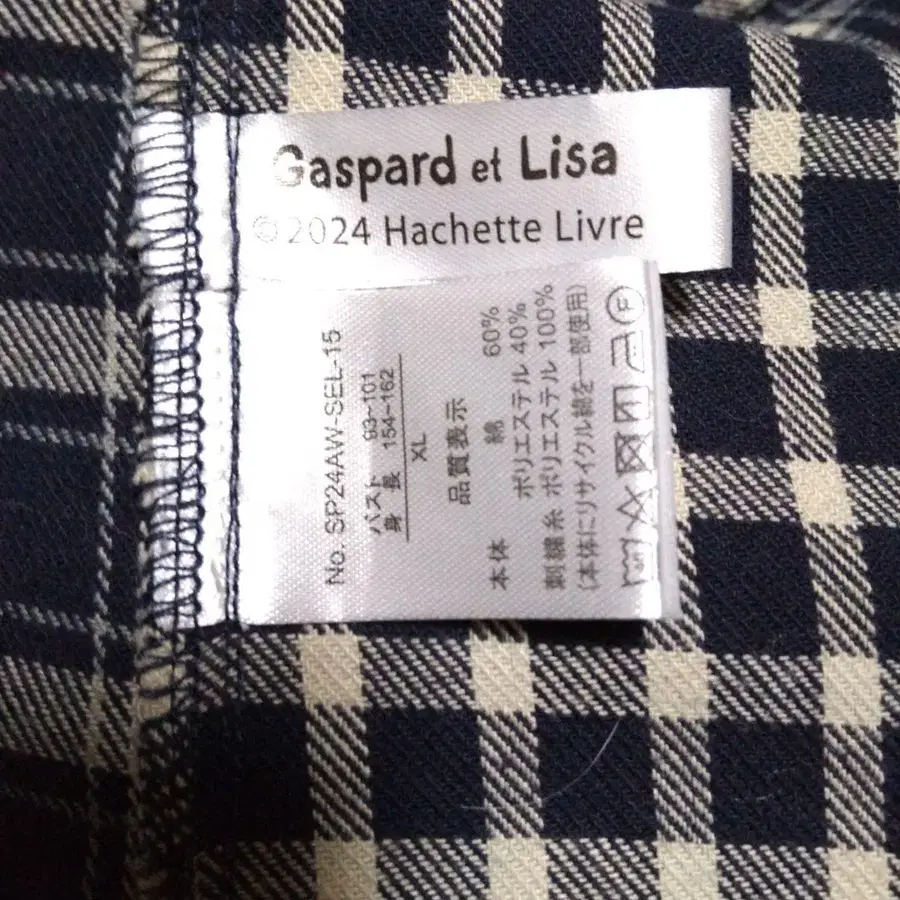 Gaspard et Lisa
©2024 Hachette Livre
No. SP24AW-SEL-15
バスト 93~101
身長 154~162
XL
品質表示
本体 綿 60%
ポリエステル 40%
刺繍糸 ポリエステル 100%
(本体にリサイクル綿を一部使用)
F